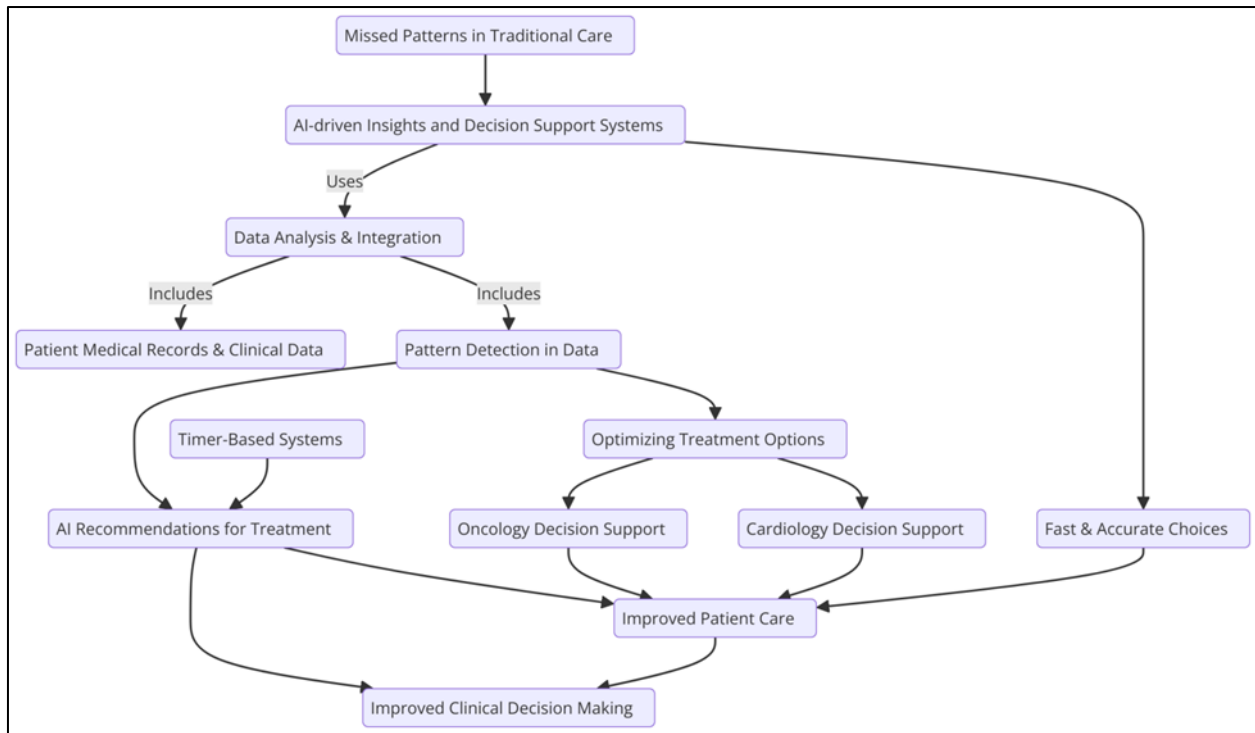 Missed Patterns in Traditional Care
AI-driven Insights and Decision Support Systems
Uses
Data Analysis & Integration
Includes
Includes
Patient Medical Records & Clinical Data
Pattern Detection in Data
Timer-Based Systems
Optimizing Treatment Options
AI Recommendations for Treatment
Oncology Decision Support
Cardiology Decision Support
Fast & Accurate Choices
Improved Patient Care
Improved Clinical Decision Making